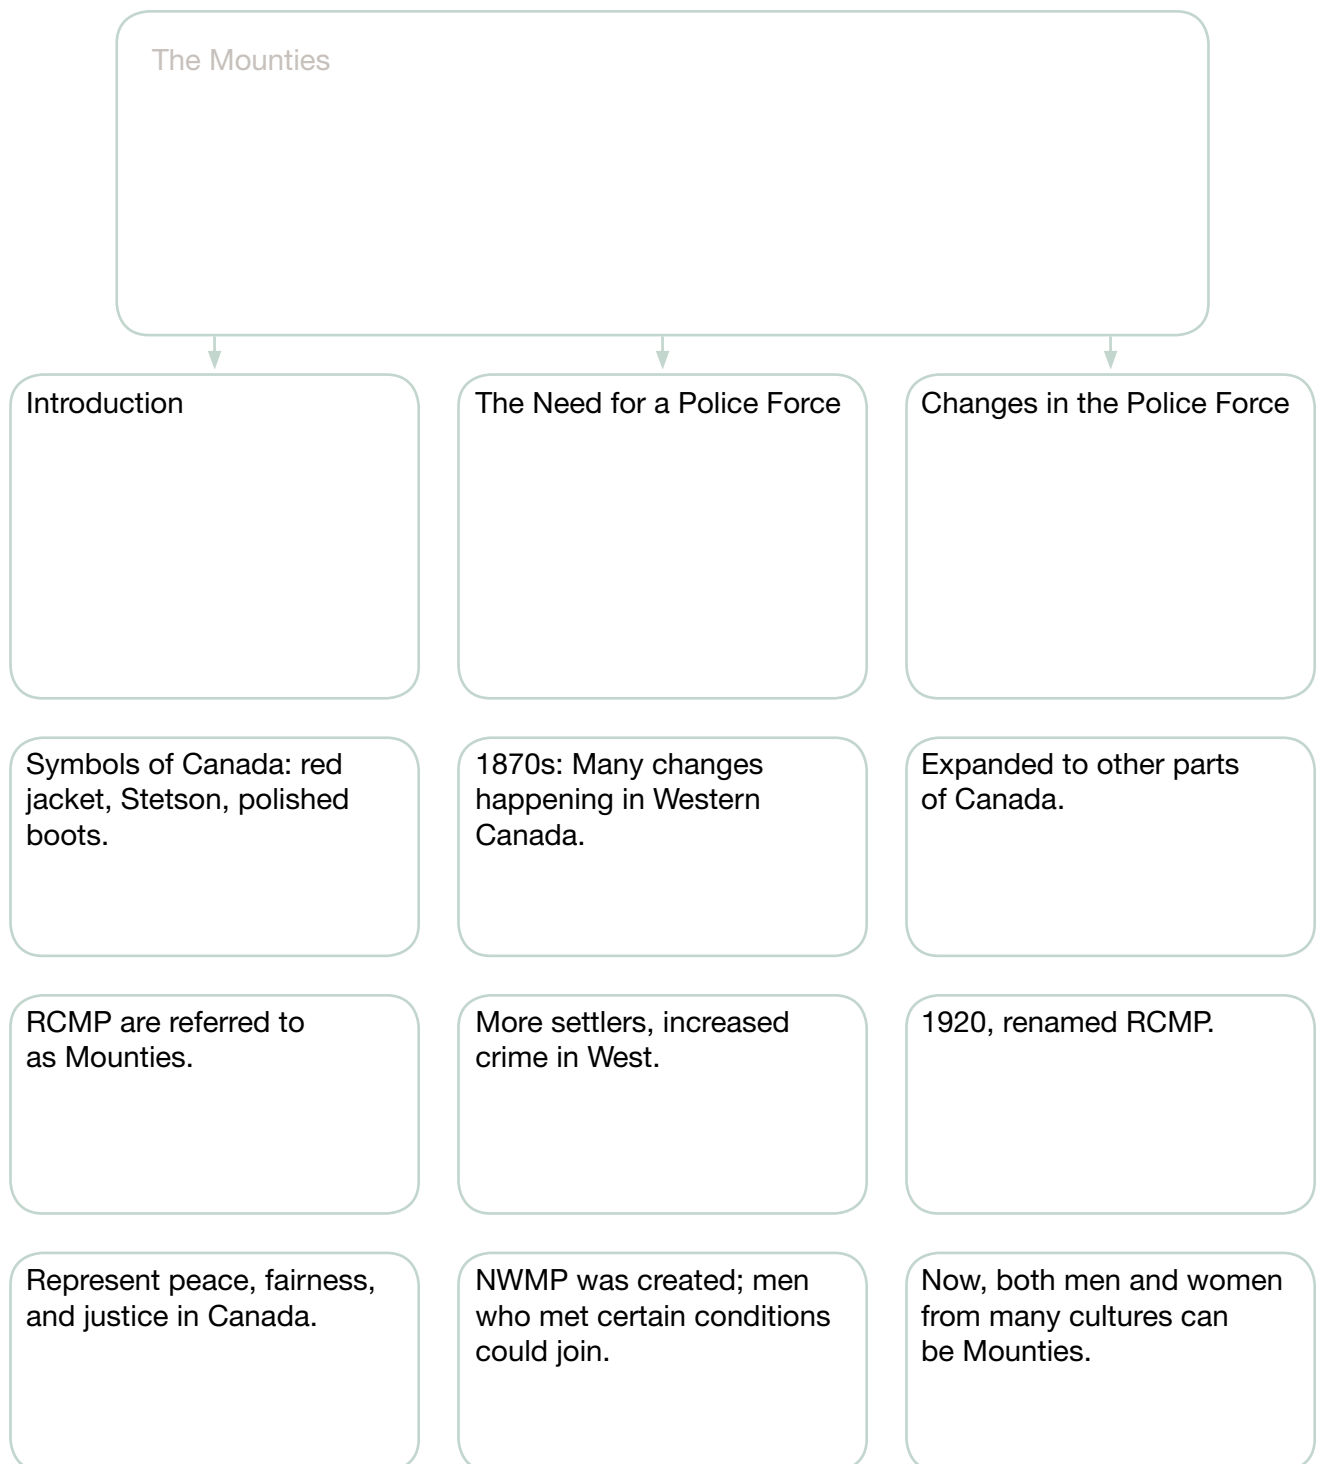 The Mounties
Introduction
Symbols of Canada: red
jacket, Stetson, polished
boots.
RCMP are referred to
as Mounties.
Represent peace, fairness,
and justice in Canada.
The Need for a Police Force
1870s: Many changes
happening in Western
Canada.
More settlers, increased
crime in West.
NWMP was created; men
who met certain conditions
could join.
Changes in the Police Force
Expanded to other parts
of Canada.
1920, renamed RCMP.
Now, both men and women
from many cultures can
be Mounties.